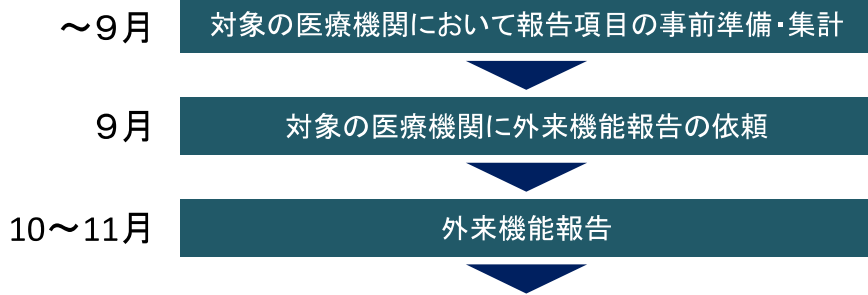 ～９月
対象の医療機関において報告項目の事前準備・集計
９月
対象の医療機関に外来機能報告の依頼
10～11月
外来機能報告